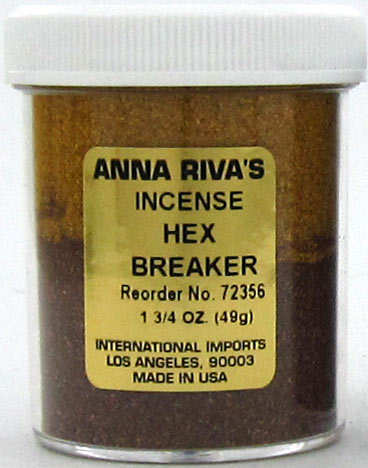 ANNA RIVA'S
INCENSE
HEX
BREAKER
Reorder No. 72356
1 3/4 OZ. (49g)
INTERNATIONAL IMPORTS
LOS ANGELES, 90003
MADE IN USA